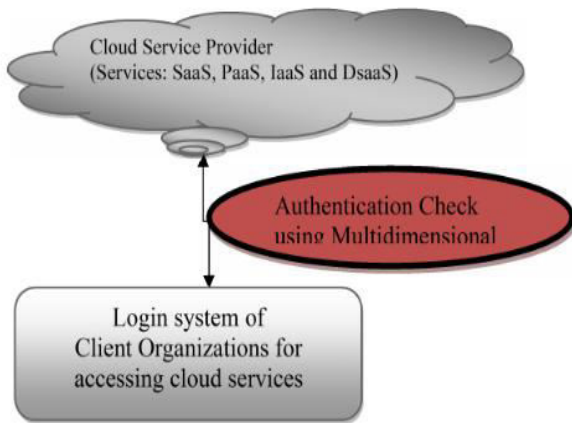 Cloud Service Provider
(Services: SaaS, PaaS, IaaS and DsaaS)
Authentication Check
using Multidimensional
Login system of
Client Organizations for
accessing cloud services